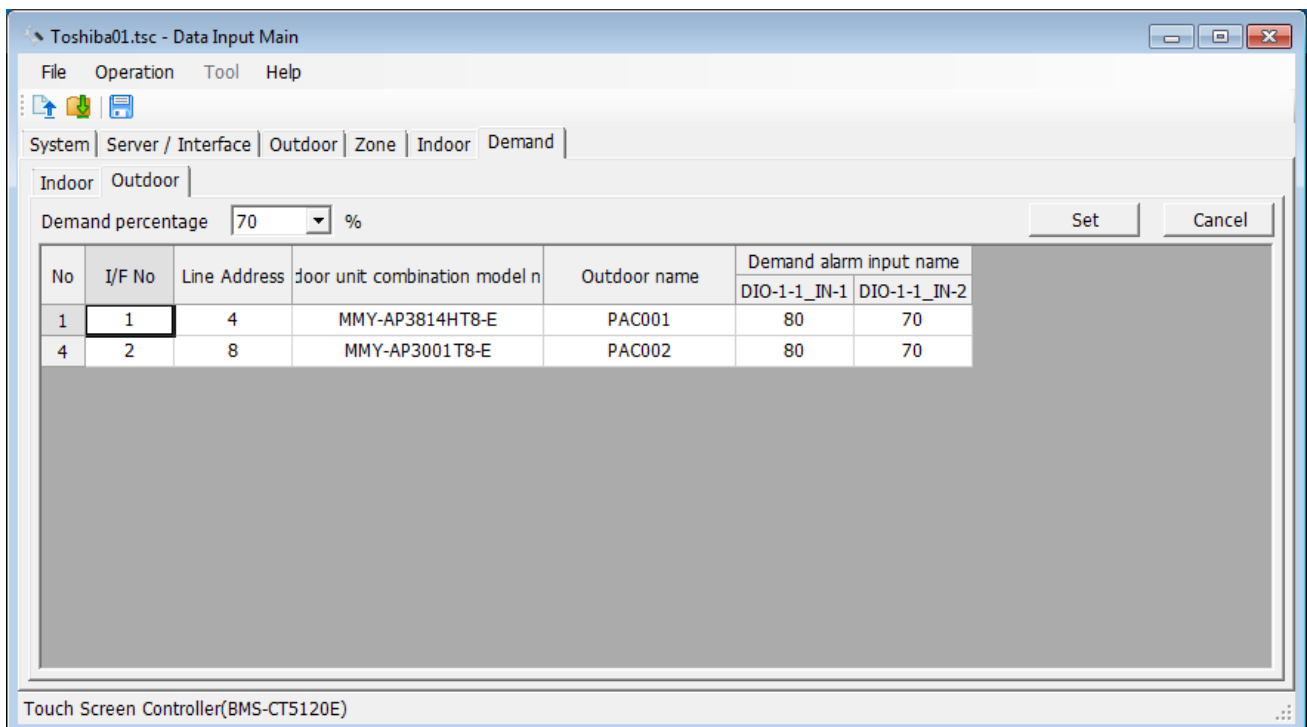 Toshiba01.tsc - Data Input Main
File Operation Tool Help
System Server / Interface Outdoor Zone Indoor Demand
Indoor Outdoor
Demand percentage 70 % Set Cancel
No I/F No Line Address door unit combination model n Outdoor name Demand alarm input name
DIO-1-1_IN-1 DIO-1-1_IN-2
1 1 4 MMY-AP3814HT8-E PAC001 80 70
4 2 8 MMY-AP3001T8-E PAC002 80 70
Touch Screen Controller(BMS-CT5120E)